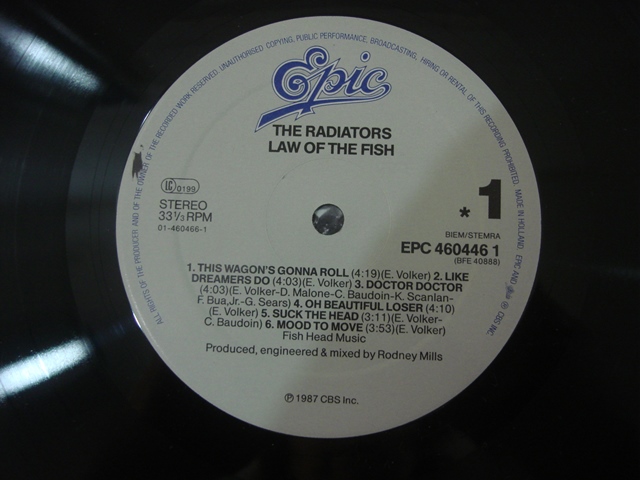 ALL RIGHTS OF THE PRODUCER AND OF THE OWNER OF THE RECORDED WORK RESERVED. UNAUTHORISED COPYING, PUBLIC PERFORMANCE, BROADCASTING, HIRING OR RENTAL OF THIS RECORDING PROHIBITED. MADE IN HOLLAND. EPIC AND CBS INC.
Epic
THE RADIATORS
LAW OF THE FISH
LC 0199
STEREO
33 1/3 RPM
01-460466-1
* 1
BIEM/STEMRA
EPC 460446 1
(BFE 40888)
1. THIS WAGON'S GONNA ROLL (4:19)(E. Volker) 2. LIKE
DREAMERS DO (4:03)(E. Volker) 3. DOCTOR DOCTOR
(4:03)(E. Volker-D. Malone-C. Baudoin-K. Scanlan-
F. Bua,Jr.-G. Sears) 4. OH BEAUTIFUL LOSER (4:10)
(E. Volker) 5. SUCK THE HEAD (3:11)(E. Volker-
C. Baudoin) 6. MOOD TO MOVE (3:53)(E. Volker)
Fish Head Music
Produced, engineered & mixed by Rodney Mills
℗ 1987 CBS Inc.